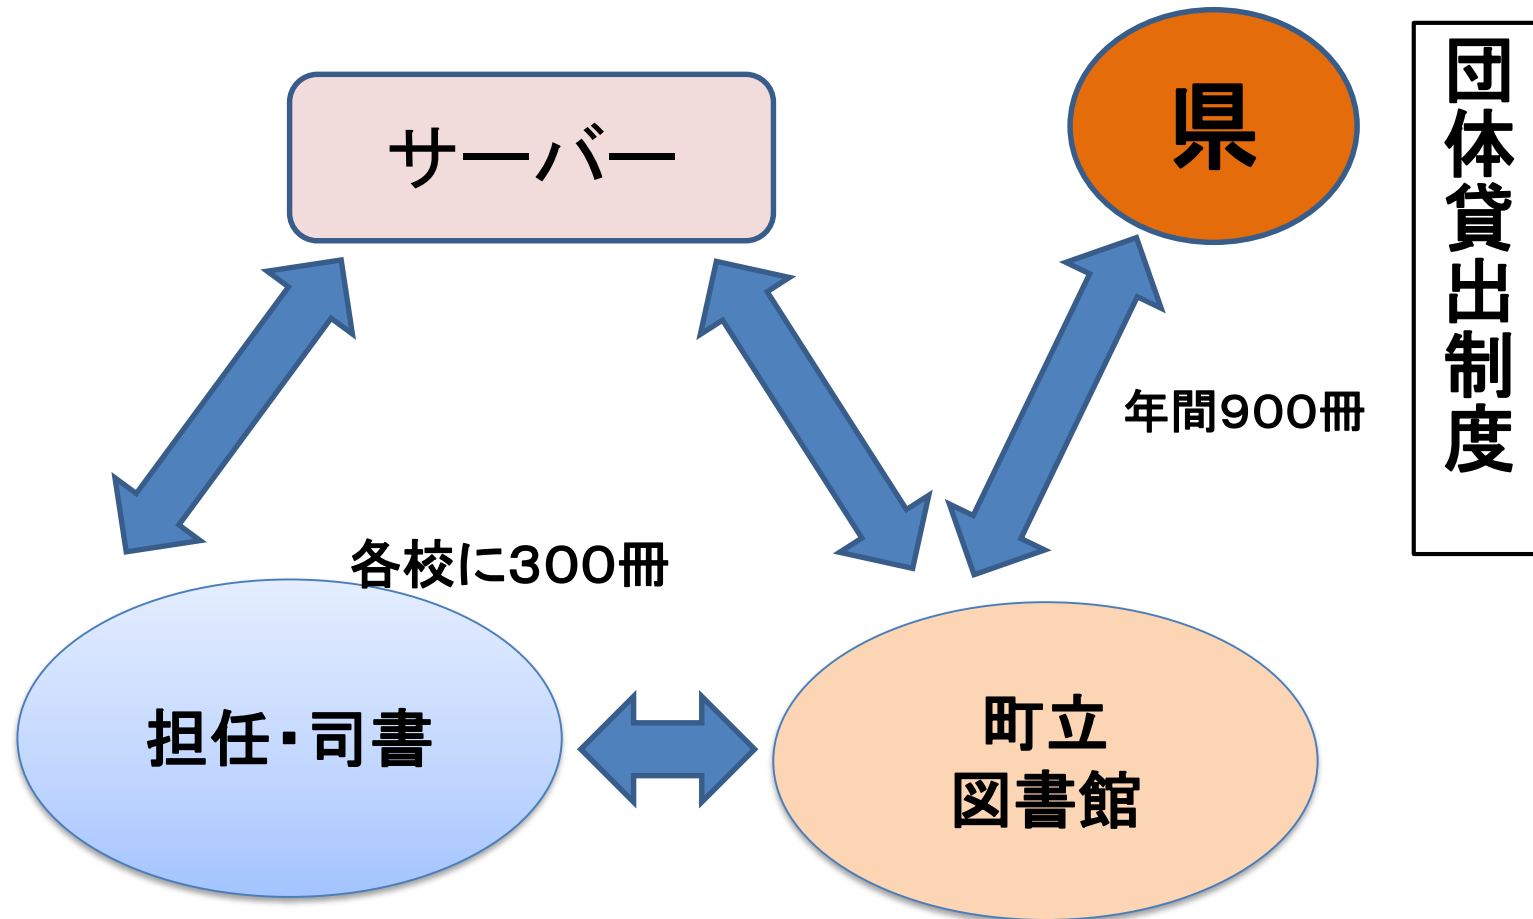 サーバー
県
団体貸出制度
年間900冊
各校に300冊
担任・司書
町立
図書館